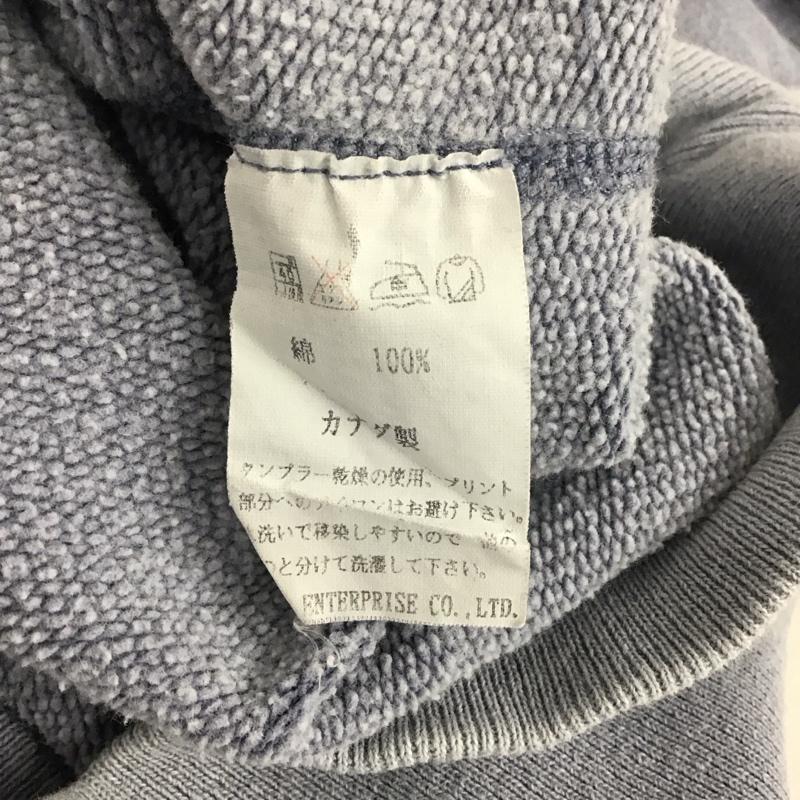 綿 100%
カナダ製
タンブラー乾燥の使用、プリント
部分へのアイロンはお避け下さい。
洗いで移染しやすいので 他の
と分けて洗濯して下さい。
ENTERPRISE CO.,LTD.